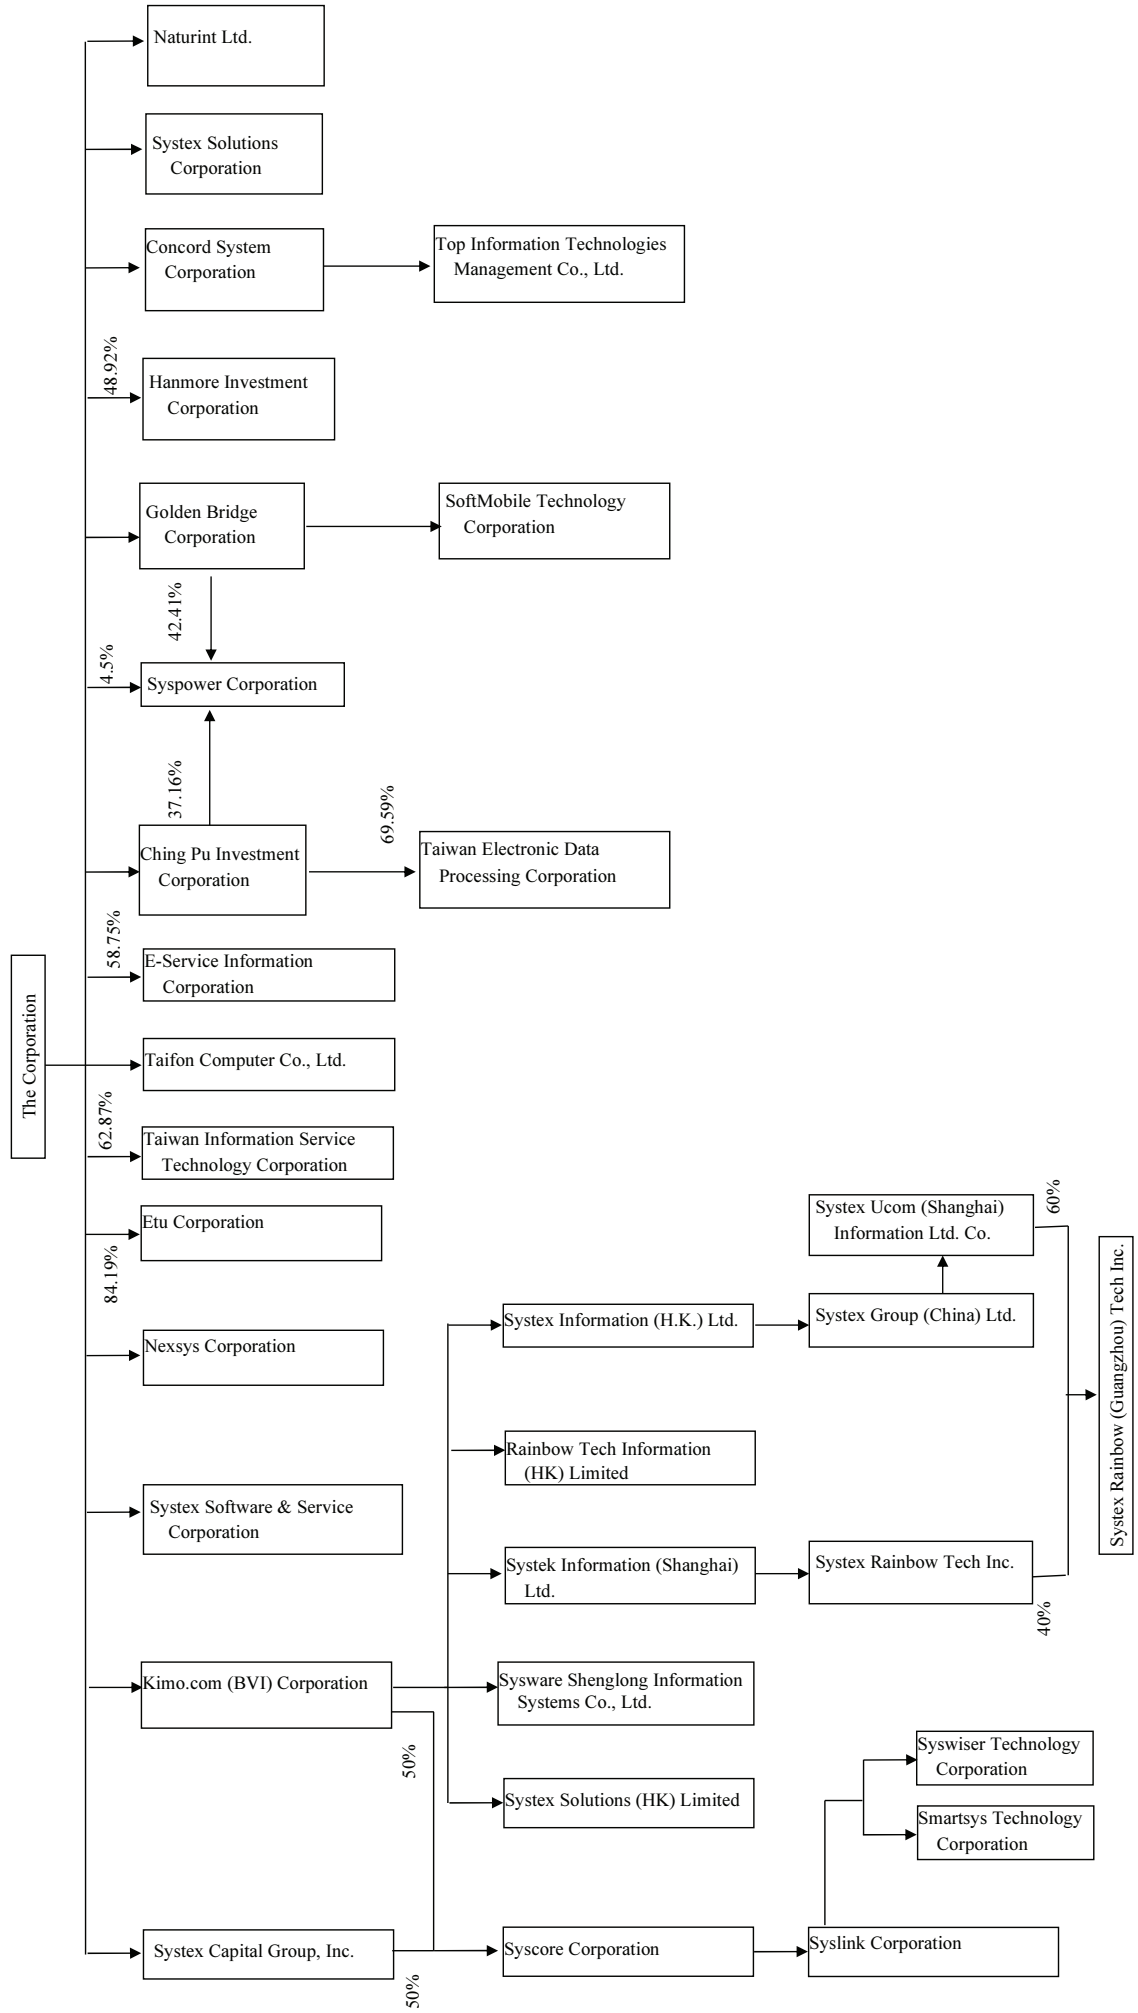 Naturint Ltd.
Systex Solutions
Corporation
Concord System
Corporation
Top Information Technologies
Management Co., Ltd.
48.92%
Hanmore Investment
Corporation
Golden Bridge
Corporation
SoftMobile Technology
Corporation
42.41%
4.5%
Syspower Corporation
37.16%
69.59%
Ching Pu Investment
Corporation
Taiwan Electronic Data
Processing Corporation
58.75%
E-Service Information
Corporation
The Corporation
Taifon Computer Co., Ltd.
62.87%
Taiwan Information Service
Technology Corporation
Etu Corporation
84.19%
Systex Ucom (Shanghai)
Information Ltd. Co.
60%
Systex Rainbow (Guangzhou) Tech Inc.
Systex Information (H.K.) Ltd.
Systex Group (China) Ltd.
Nexsys Corporation
Rainbow Tech Information
(HK) Limited
Systex Software & Service
Corporation
Systek Information (Shanghai)
Ltd.
Systex Rainbow Tech Inc.
40%
Kimo.com (BVI) Corporation
Sysware Shenglong Information
Systems Co., Ltd.
50%
Systex Solutions (HK) Limited
Syswiser Technology
Corporation
Smartsys Technology
Corporation
Systex Capital Group, Inc.
50%
Syscore Corporation
Syslink Corporation